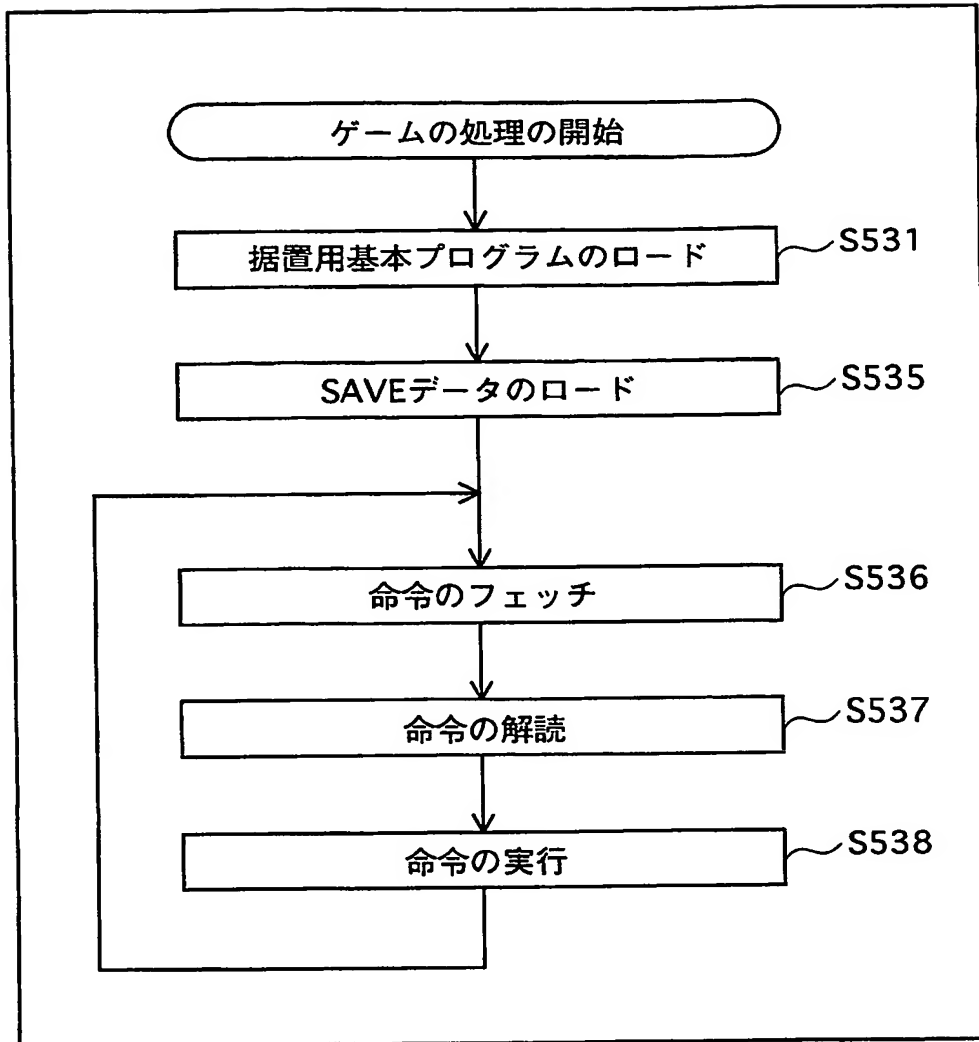 ゲームの処理の開始
据置用基本プログラムのロード
S531
SAVEデータのロード
S535
命令のフェッチ
S536
命令の解読
S537
命令の実行
S538